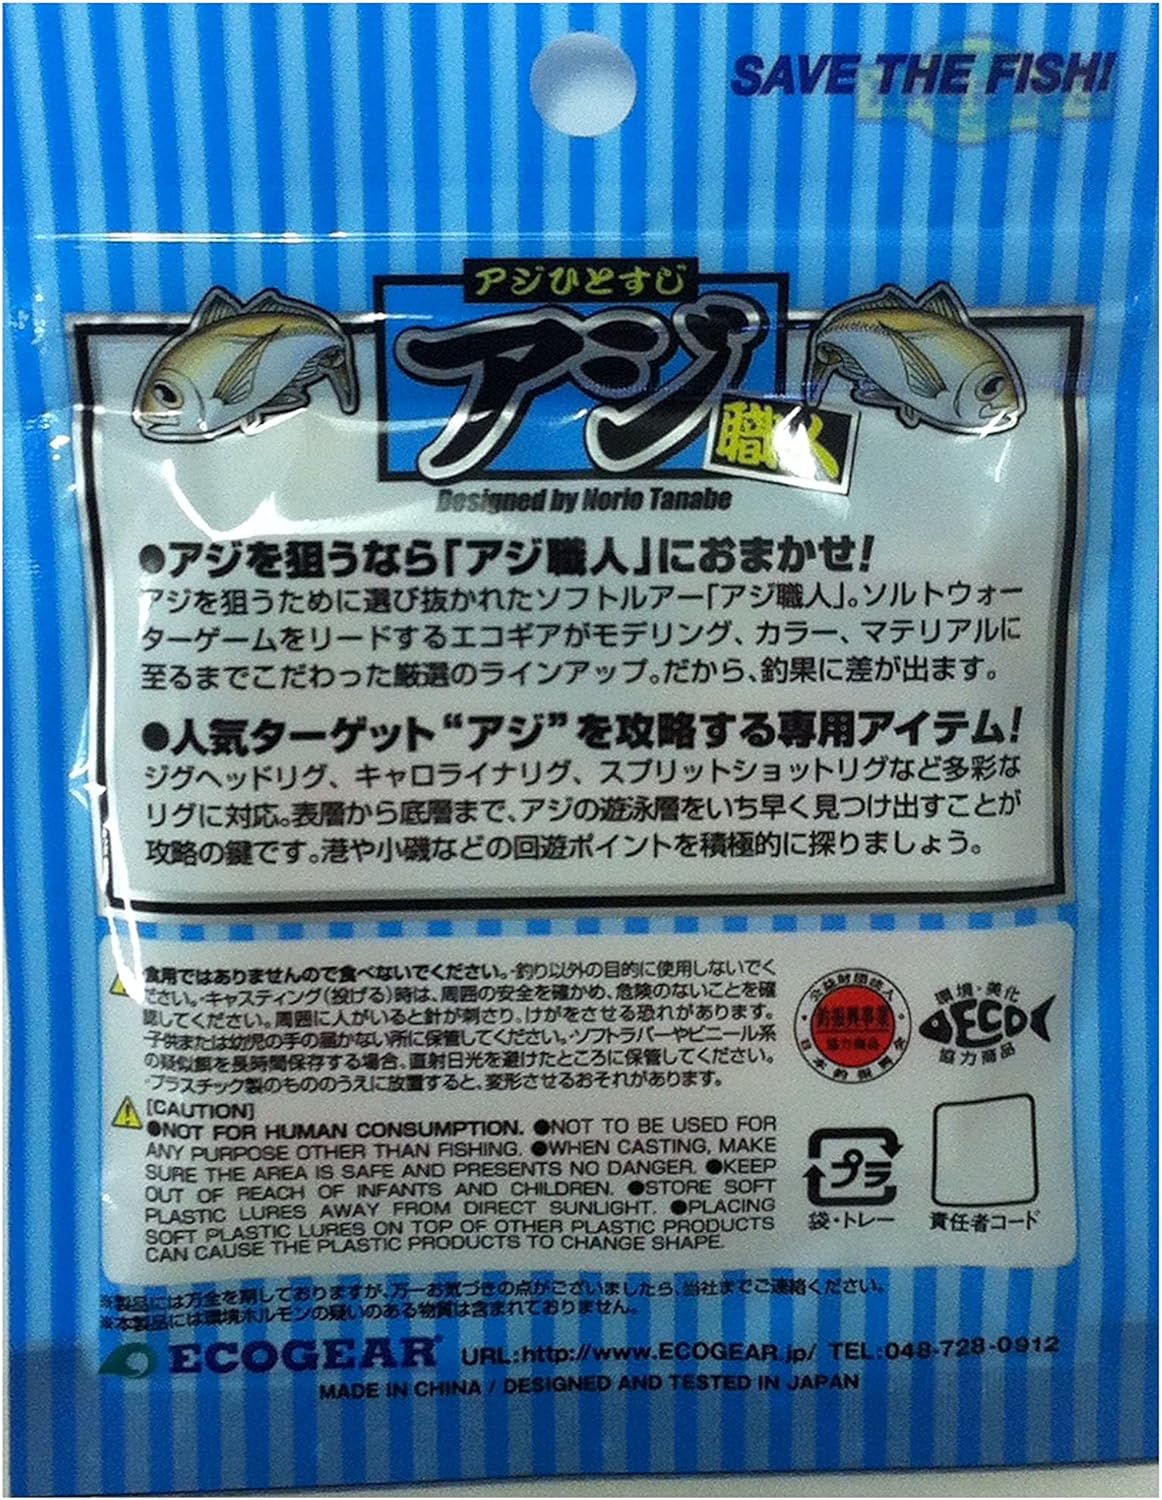 SAVE THE FISH!
アジひとすじ
アジ
職人
Designed by Norio Tanabe
●アジを狙うなら「アジ職人」におまかせ!
アジを狙うために選び抜かれたソフトルアー「アジ職人」。ソルトウォー
ターゲームをリードするエコギアがモデリング、カラー、マテリアルに
至るまでこだわった厳選のラインアップ。だから、釣果に差が出ます。
●人気ターゲット“アジ”を攻略する専用アイテム!
ジグヘッドリグ、キャロライナリグ、スプリットショットリグなど多彩な
リグに対応。表層から底層まで、アジの遊泳層をいち早く見つけ出すことが
攻略の鍵です。港や小磯などの回遊ポイントを積極的に探りましょう。
食用ではありませんので食べないでください。・釣り以外の目的に使用しないでく
ださい。・キャスティング(投げる)時は、周囲の安全を確かめ、危険のないことを確
認してください。周囲に人がいると針が刺さり、けがをさせる恐れがあります。
子供または幼児の手の届かない所に保管してください。・ソフトラバーやビニール系
の疑似餌を長時間保存する場合、直射日光を避けたところに保管してください。
・プラスチック製のもののうえに放置すると、変形させるおそれがあります。
[CAUTION]
●NOT FOR HUMAN CONSUMPTION. ●NOT TO BE USED FOR
ANY PURPOSE OTHER THAN FISHING. ●WHEN CASTING, MAKE
SURE THE AREA IS SAFE AND PRESENTS NO DANGER. ●KEEP
OUT OF REACH OF INFANTS AND CHILDREN. ●STORE SOFT
PLASTIC LURES AWAY FROM DIRECT SUNLIGHT. ●PLACING
SOFT PLASTIC LURES ON TOP OF OTHER PLASTIC PRODUCTS
CAN CAUSE THE PLASTIC PRODUCTS TO CHANGE SHAPE.
公益財団法人
釣振興事業
協力商品
日本釣振興会
環境・美化
ECO
協力商品
プラ
袋・トレー
責任者コード
※製品には万全を期しておりますが、万一お気づきの点がございましたら、当社までご連絡ください。
※本製品には環境ホルモンの疑いのある物質は含まれておりません。
ECOGEAR® URL:http://www.ECOGEAR.jp/ TEL:048-728-0912
MADE IN CHINA / DESIGNED AND TESTED IN JAPAN